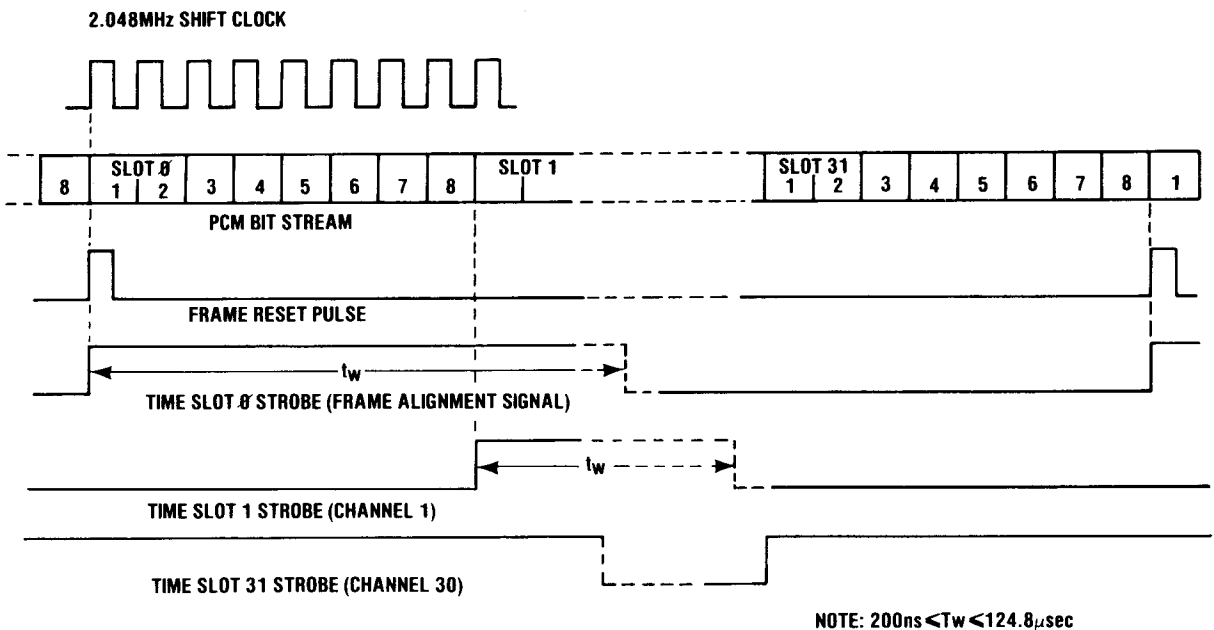 2.048MHz SHIFT CLOCK
SLOT 0 SLOT 1 SLOT 31
8 1 2 3 4 5 6 7 8 1 2 3 4 5 6 7 8 1
PCM BIT STREAM
FRAME RESET PULSE
tw
TIME SLOT 0 STROBE (FRAME ALIGNMENT SIGNAL)
tw
TIME SLOT 1 STROBE (CHANNEL 1)
TIME SLOT 31 STROBE (CHANNEL 30)
NOTE: 200ns ≤ Tw ≤ 124.8μsec